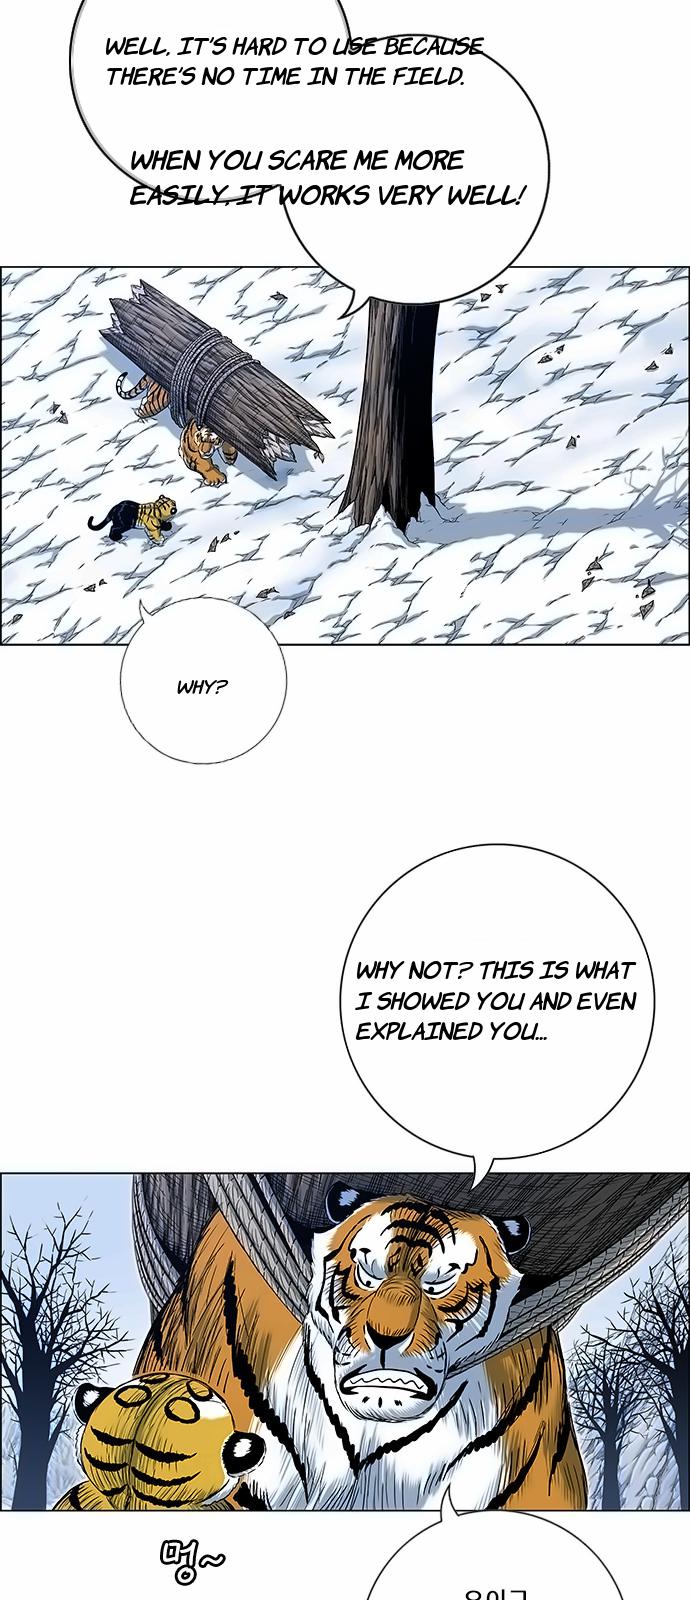 WELL, IT'S HARD TO USE BECAUSE
THERE'S NO TIME IN THE FIELD.
WHEN YOU SCARE ME MORE
EASILY, IT WORKS VERY WELL!
WHY?
WHY NOT? THIS IS WHAT
I SHOWED YOU AND EVEN
EXPLAINED YOU...
멍~